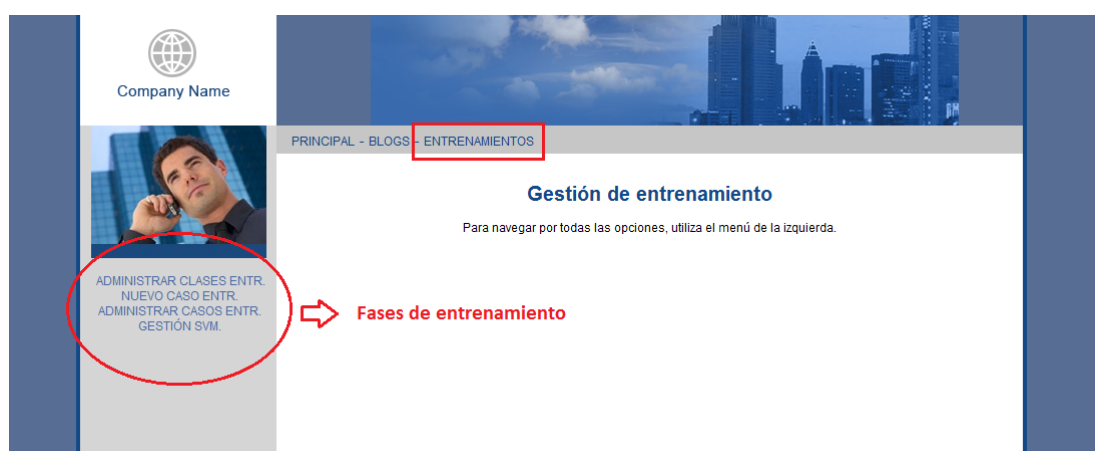 Company Name
PRINCIPAL - BLOGS - ENTRENAMIENTOS
Gestión de entrenamiento
Para navegar por todas las opciones, utiliza el menú de la izquierda.
ADMINISTRAR CLASES ENTR.
NUEVO CASO ENTR.
ADMINISTRAR CASOS ENTR.
GESTIÓN SVM.
Fases de entrenamiento